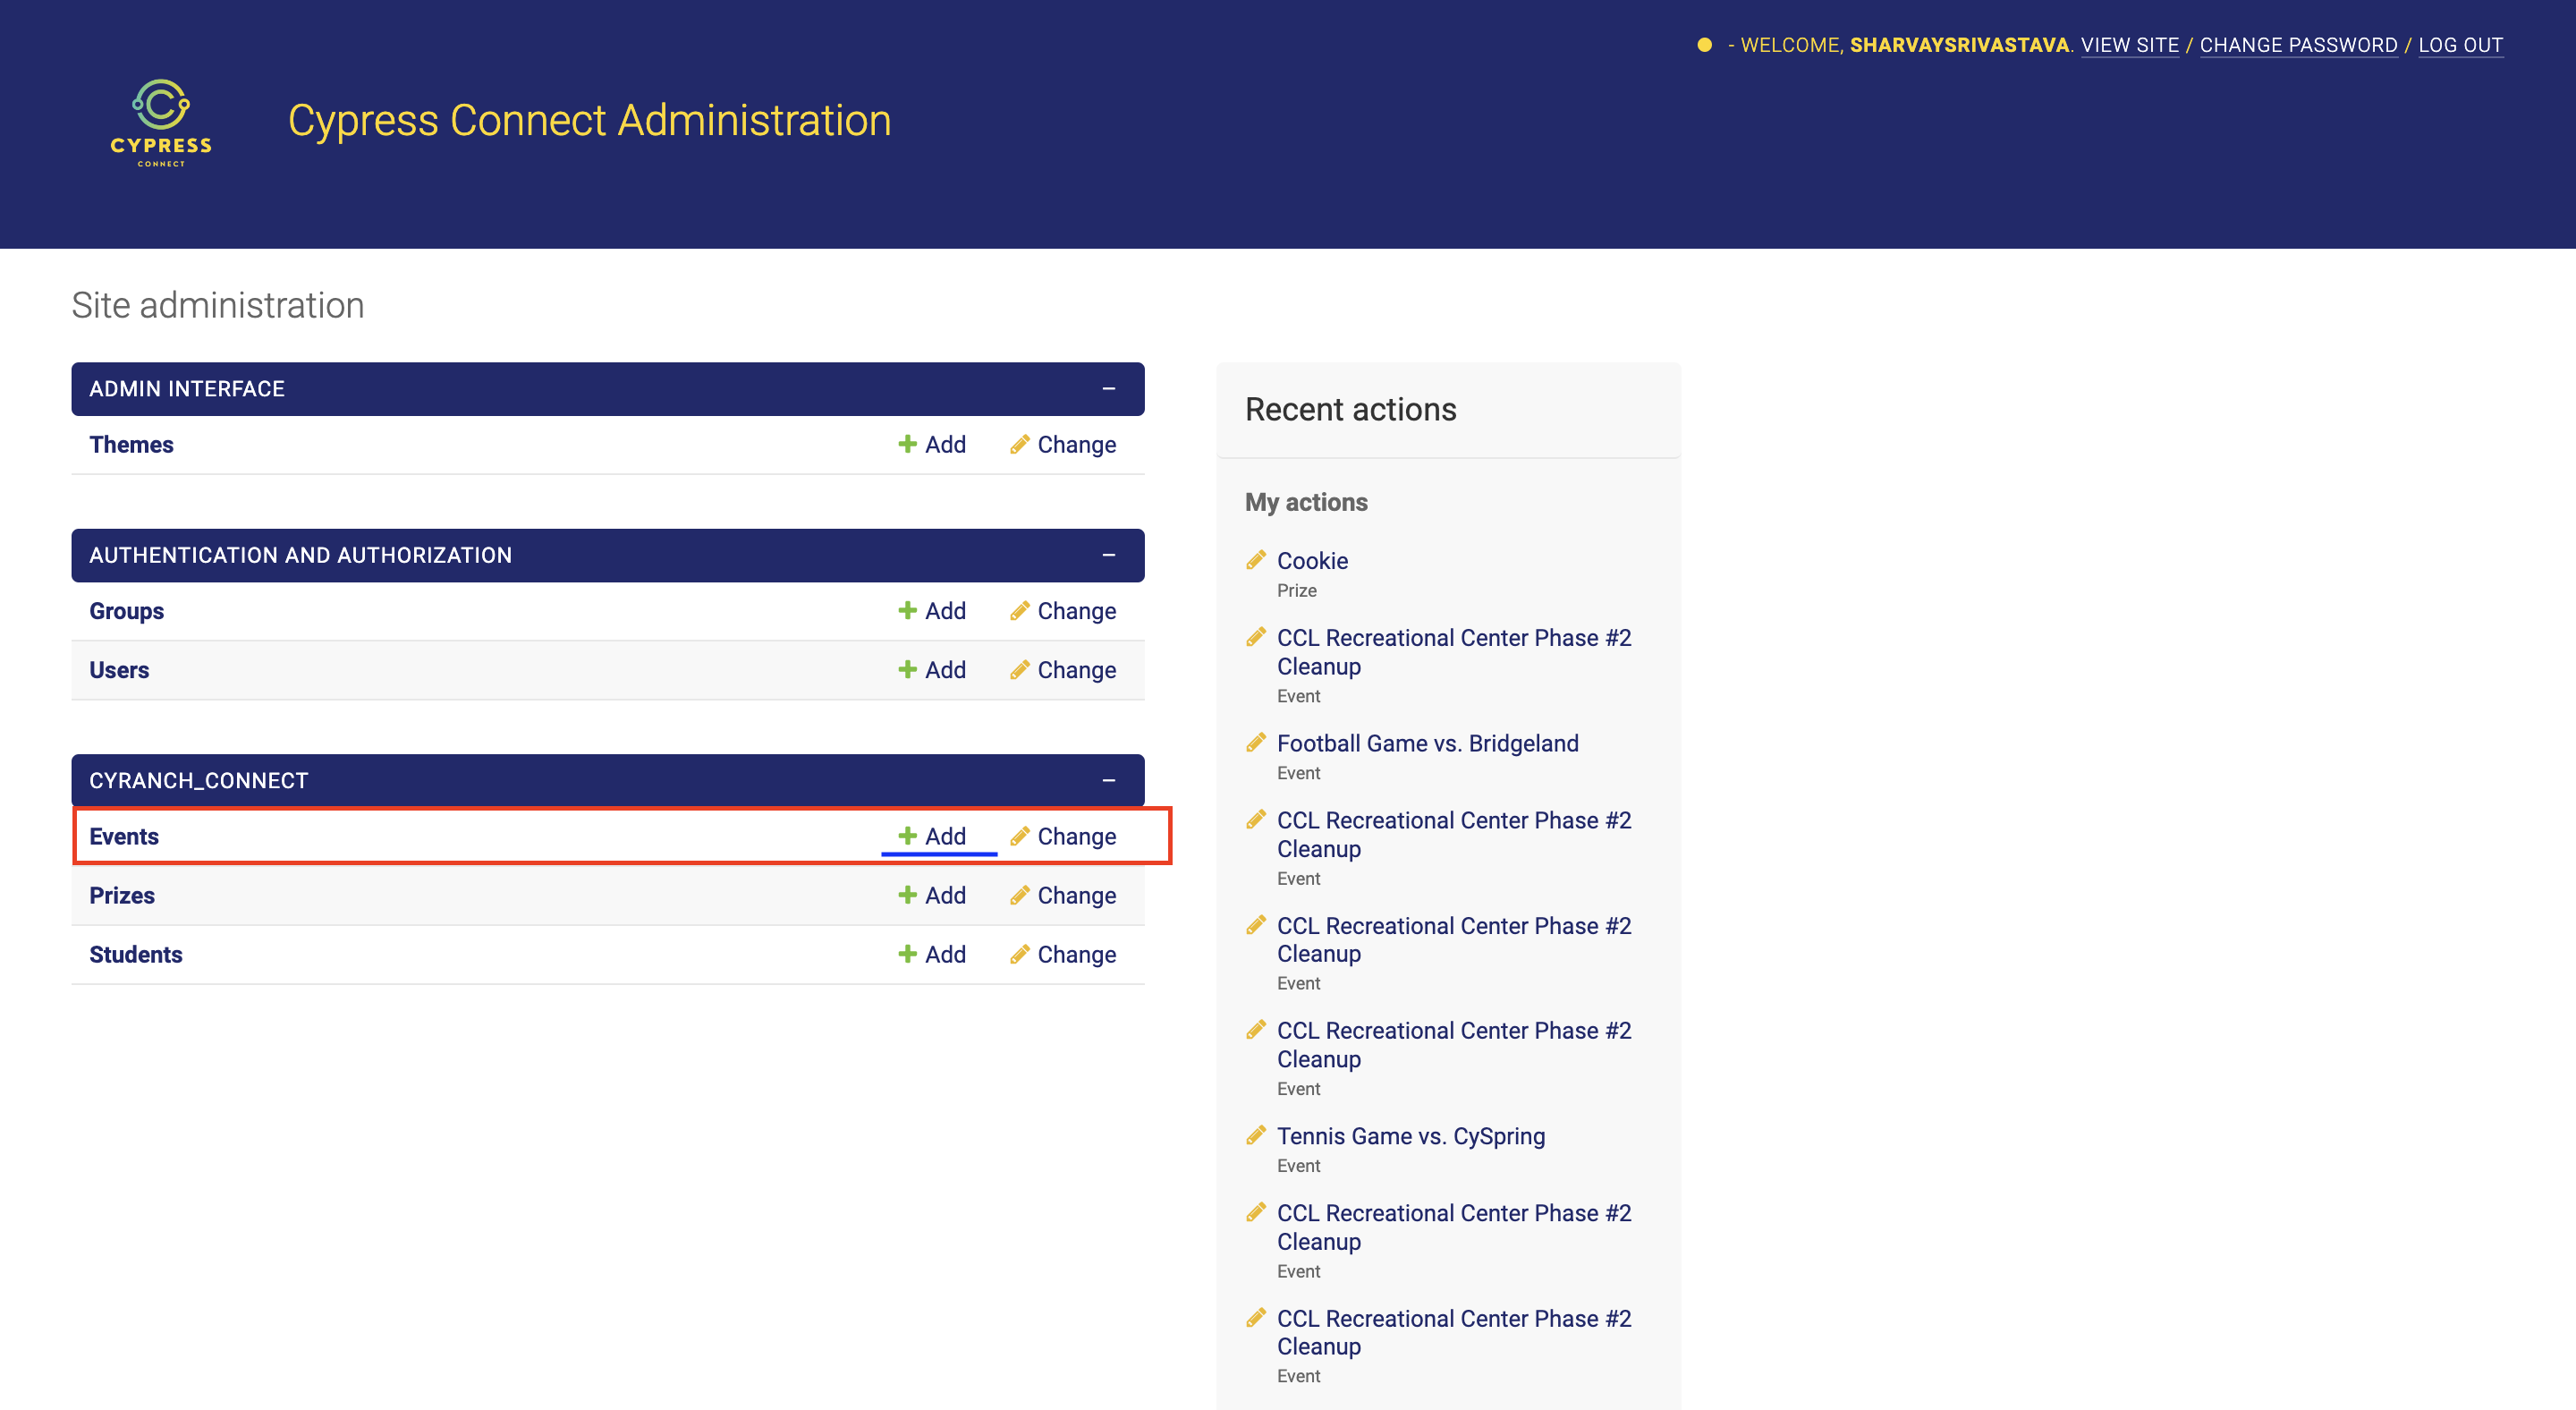 - WELCOME, SHARVAYSRIVASTAVA. VIEW SITE / CHANGE PASSWORD / LOG OUT
CYPRESS
CONNECT
Cypress Connect Administration
Site administration
ADMIN INTERFACE
Themes Add Change
AUTHENTICATION AND AUTHORIZATION
Groups Add Change
Users Add Change
CYRANCH_CONNECT
Events Add Change
Prizes Add Change
Students Add Change
Recent actions
My actions
Cookie
Prize
CCL Recreational Center Phase #2
Cleanup
Event
Football Game vs. Bridgeland
Event
CCL Recreational Center Phase #2
Cleanup
Event
CCL Recreational Center Phase #2
Cleanup
Event
CCL Recreational Center Phase #2
Cleanup
Event
Tennis Game vs. CySpring
Event
CCL Recreational Center Phase #2
Cleanup
Event
CCL Recreational Center Phase #2
Cleanup
Event